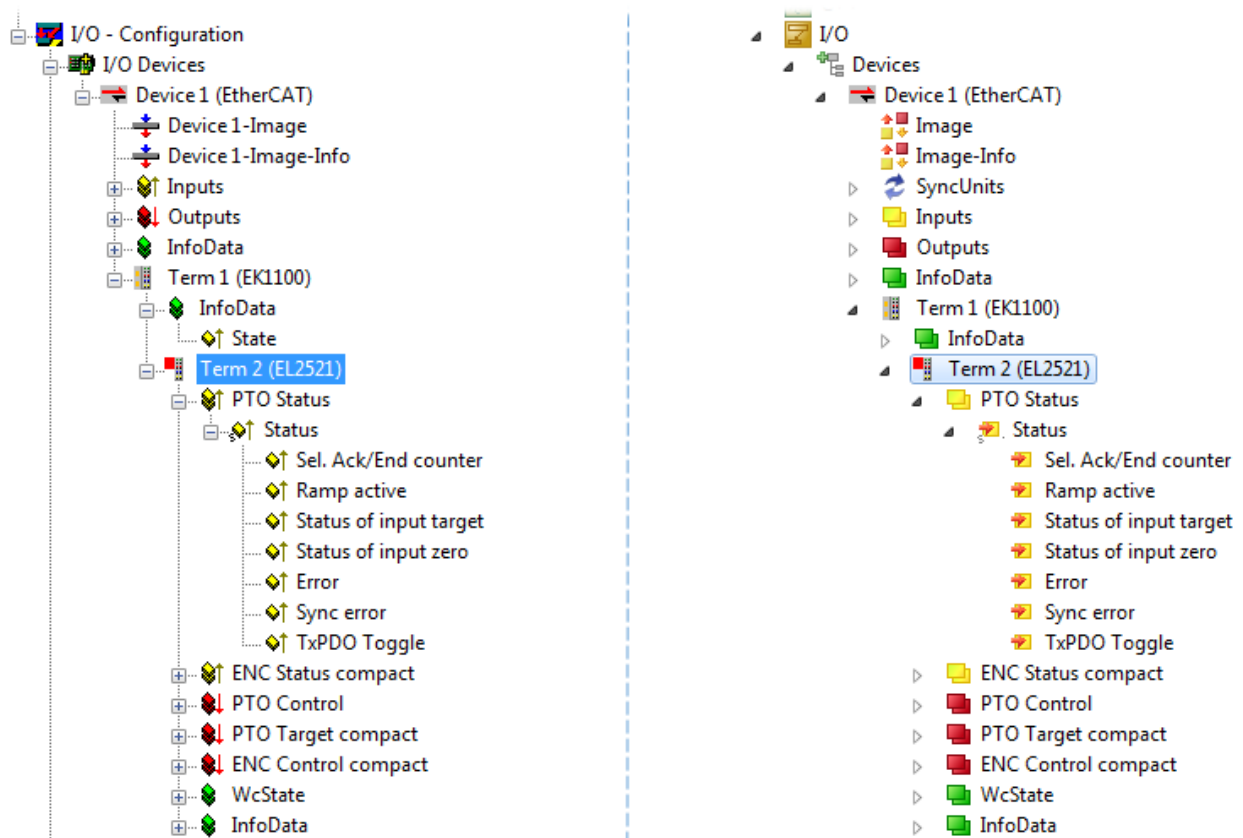 I/O - Configuration
I/O Devices
Device 1 (EtherCAT)
Device 1-Image
Device 1-Image-Info
Inputs
Outputs
InfoData
Term 1 (EK1100)
InfoData
State
Term 2 (EL2521)
PTO Status
Status
Sel. Ack/End counter
Ramp active
Status of input target
Status of input zero
Error
Sync error
TxPDO Toggle
ENC Status compact
PTO Control
PTO Target compact
ENC Control compact
WcState
InfoData
I/O
Devices
Device 1 (EtherCAT)
Image
Image-Info
SyncUnits
Inputs
Outputs
InfoData
Term 1 (EK1100)
InfoData
Term 2 (EL2521)
PTO Status
Status
Sel. Ack/End counter
Ramp active
Status of input target
Status of input zero
Error
Sync error
TxPDO Toggle
ENC Status compact
PTO Control
PTO Target compact
ENC Control compact
WcState
InfoData